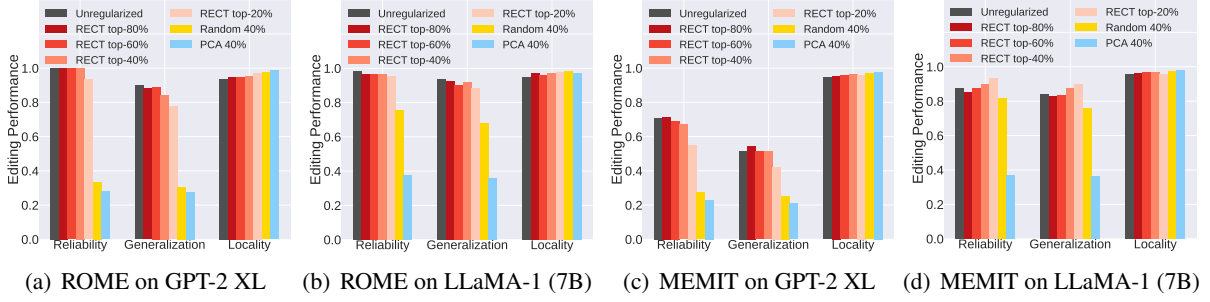 Unregularized
RECT top-80%
RECT top-60%
RECT top-40%
RECT top-20%
Random 40%
PCA 40%
Editing Performance
1.0
0.8
0.6
0.4
0.2
0.0
Reliability Generalization Locality
(a) ROME on GPT-2 XL
Unregularized
RECT top-80%
RECT top-60%
RECT top-40%
RECT top-20%
Random 40%
PCA 40%
Editing Performance
1.0
0.8
0.6
0.4
0.2
0.0
Reliability Generalization Locality
(b) ROME on LLaMA-1 (7B)
Unregularized
RECT top-80%
RECT top-60%
RECT top-40%
RECT top-20%
Random 40%
PCA 40%
Editing Performance
1.0
0.8
0.6
0.4
0.2
0.0
Reliability Generalization Locality
(c) MEMIT on GPT-2 XL
Unregularized
RECT top-80%
RECT top-60%
RECT top-40%
RECT top-20%
Random 40%
PCA 40%
Editing Performance
1.0
0.8
0.6
0.4
0.2
0.0
Reliability Generalization Locality
(d) MEMIT on LLaMA-1 (7B)